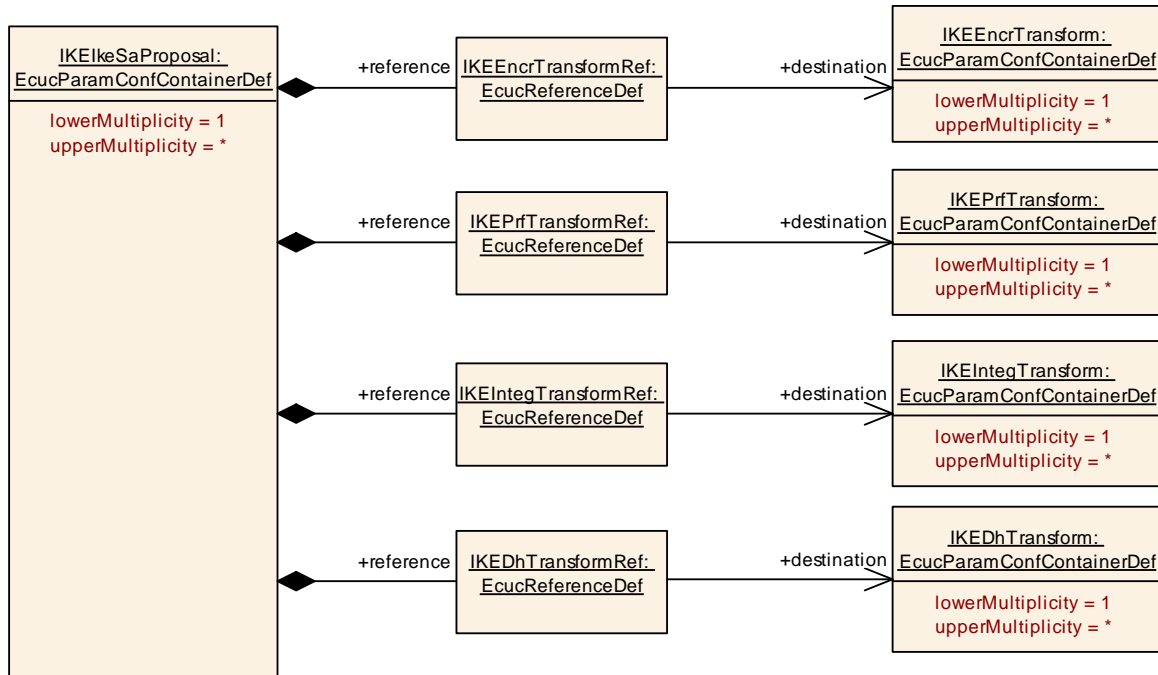 IKEIkeSaProposal:
EcucParamConfContainerDef
lowerMultiplicity = 1
upperMultiplicity = *
+reference
IKEEncrTransformRef:
EcucReferenceDef
+destination
IKEEncrTransform:
EcucParamConfContainerDef
lowerMultiplicity = 1
upperMultiplicity = *
+reference
IKEPrfTransformRef:
EcucReferenceDef
+destination
IKEPrfTransform:
EcucParamConfContainerDef
lowerMultiplicity = 1
upperMultiplicity = *
+reference
IKEIntegTransformRef:
EcucReferenceDef
+destination
IKEIntegTransform:
EcucParamConfContainerDef
lowerMultiplicity = 1
upperMultiplicity = *
+reference
IKEDhTransformRef:
EcucReferenceDef
+destination
IKEDhTransform:
EcucParamConfContainerDef
lowerMultiplicity = 1
upperMultiplicity = *